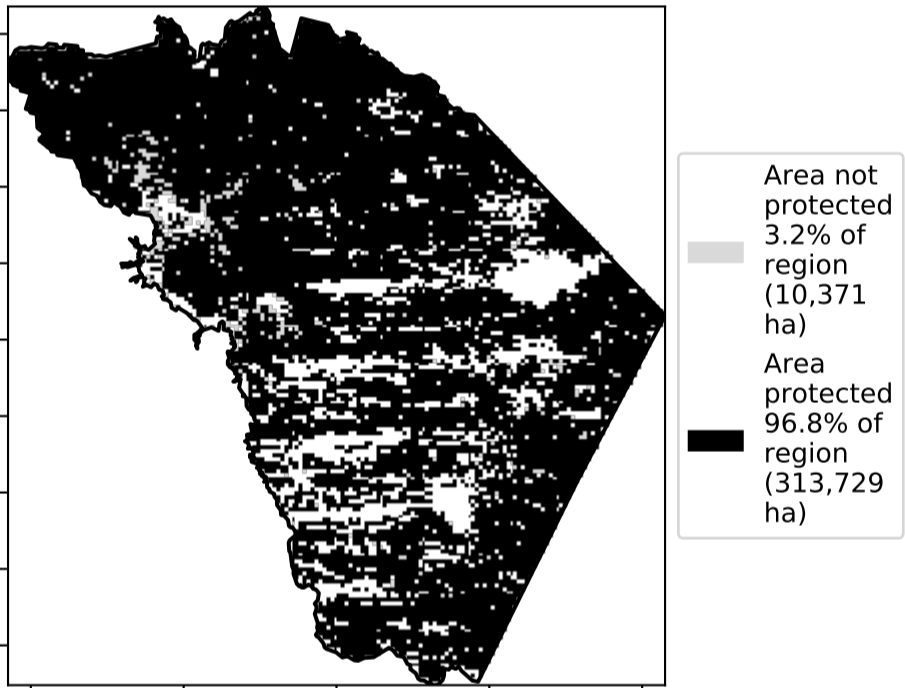 Area not
protected
3.2% of
region
(10,371
ha)
Area
protected
96.8% of
region
(313,729
ha)